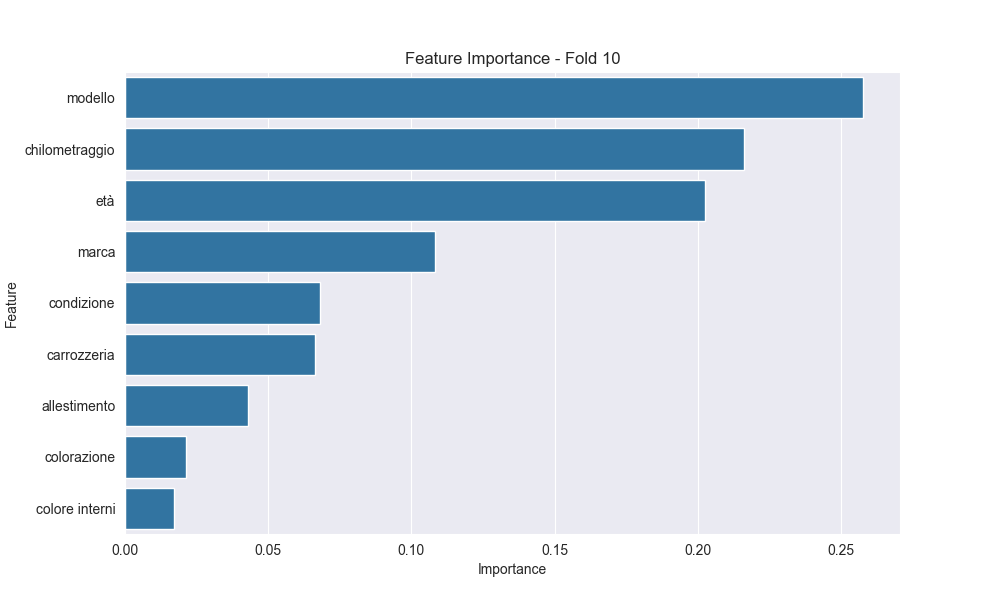 Feature Importance - Fold 10
modello
chilometraggio
età
marca
condizione
carrozzeria
allestimento
colorazione
colore interni
Feature
0.00 0.05 0.10 0.15 0.20 0.25
Importance